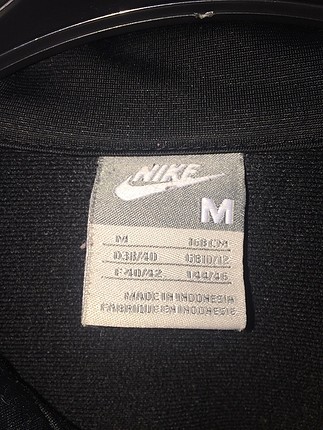 NIKE
M
M 168CM
D38/40 GB10/12
F40/42 I44/46
MADE IN INDONESIA
FABRIQUE EN INDONESIE